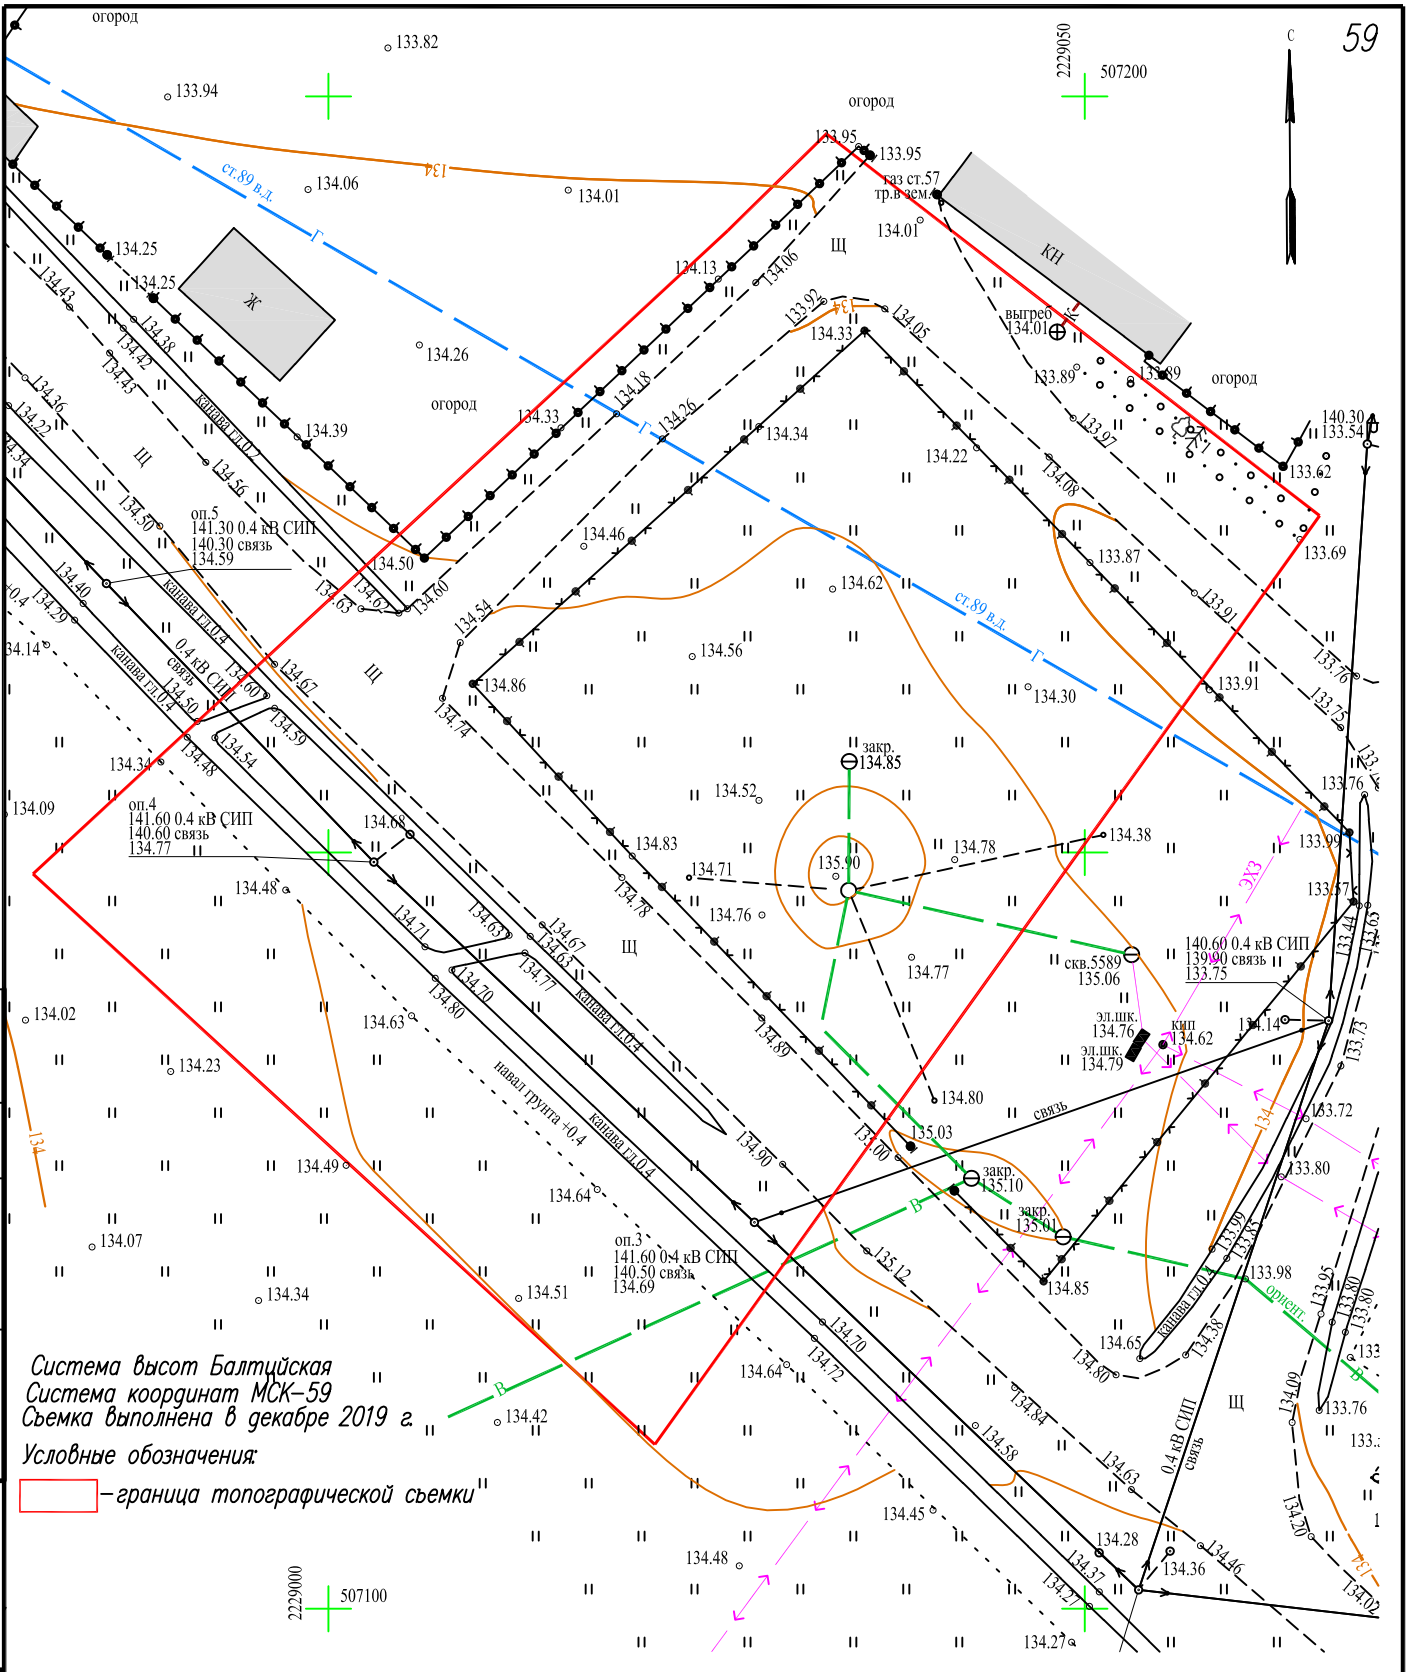 огород
133.82
2229050
507200
С
59
133.94
огород
133.95
133.95
газ ст.57
тр.в зем.
134
ст.89 в.д.
134.06
134.01
134.01
КН
Щ
Г
134.25
134.25
134.13
134.06
Ж
134.43
134.38
134.42
134.43
133.92
134
134.05
134.33
выгреб
134.01
К
134.26
133.89
133.89
огород
134.36
134.22
134.34
канава гл.0.2
огород
134.18
134.33
134.26
Г
134.34
133.97
140.30
133.54
134.39
134.22
134.08
133.62
Щ
134.56
134.50
оп.5
141.30 0.4 кВ СИП
140.30 связь
134.59
134.50
134.46
133.87
133.69
134.40
134.29
+0.4
канава гл.0.4
134.63
134.62
134.60
134.62
ст.89 в.д.
133.91
134.54
134.14
0.4 кВ СИП
связь
134.67
Щ
134.56
Г
133.76
канава гл.0.4
134.60
134.50
134.59
134.86
134.30
133.91
133.75
134.74
134.54
134.48
134.34
закр.
134.85
133.76
134.09
оп.4
141.60 0.4 кВ СИП
140.60 связь
134.77
134.68
134.52
134.38
133.99
134.83
134.78
135.90
134.71
134.78
ЭХЗ
133.57
134.48
134.76
133.44
133.65
134.71
134.63
134.67
134.63
Щ
134.77
скв.5589
135.06
140.60 0.4 кВ СИП
139.90 связь
133.75
134.70
134.77
134.80
канава гл.0.4
134.02
134.63
134.89
эл.шк.
134.76
эл.шк.
134.79
кип
134.62
134.14
133.73
134.23
навал грунта +0.4
134.80
связь
133.72
134
134
канава гл.0.4
134.90
135.03
135.00
134.49
134.64
закр.
135.10
133.80
В
закр.
135.01
133.99
133.85
134.07
135.12
оп.3
141.60 0.4 кВ СИП
140.50 связь
134.69
134.85
133.98
ориент.
134.34
134.51
133.95
133.80
133.80
канава гл.0.4
134.70
134.72
134.65
134.58
134.64
134.80
Система высот Балтийская
Система координат МСК-59
Съемка выполнена в декабре 2019 г.
В
134.84
134.09
В
Щ
133.76
134.42
134.58
0.4 кВ СИП
связь
Условные обозначения:
134.63
-граница топографической съемки
134.45
134.20
134.28
134.46
134
134.48
134.36
134.37
134.02
2229000
507100
134.27
134.27